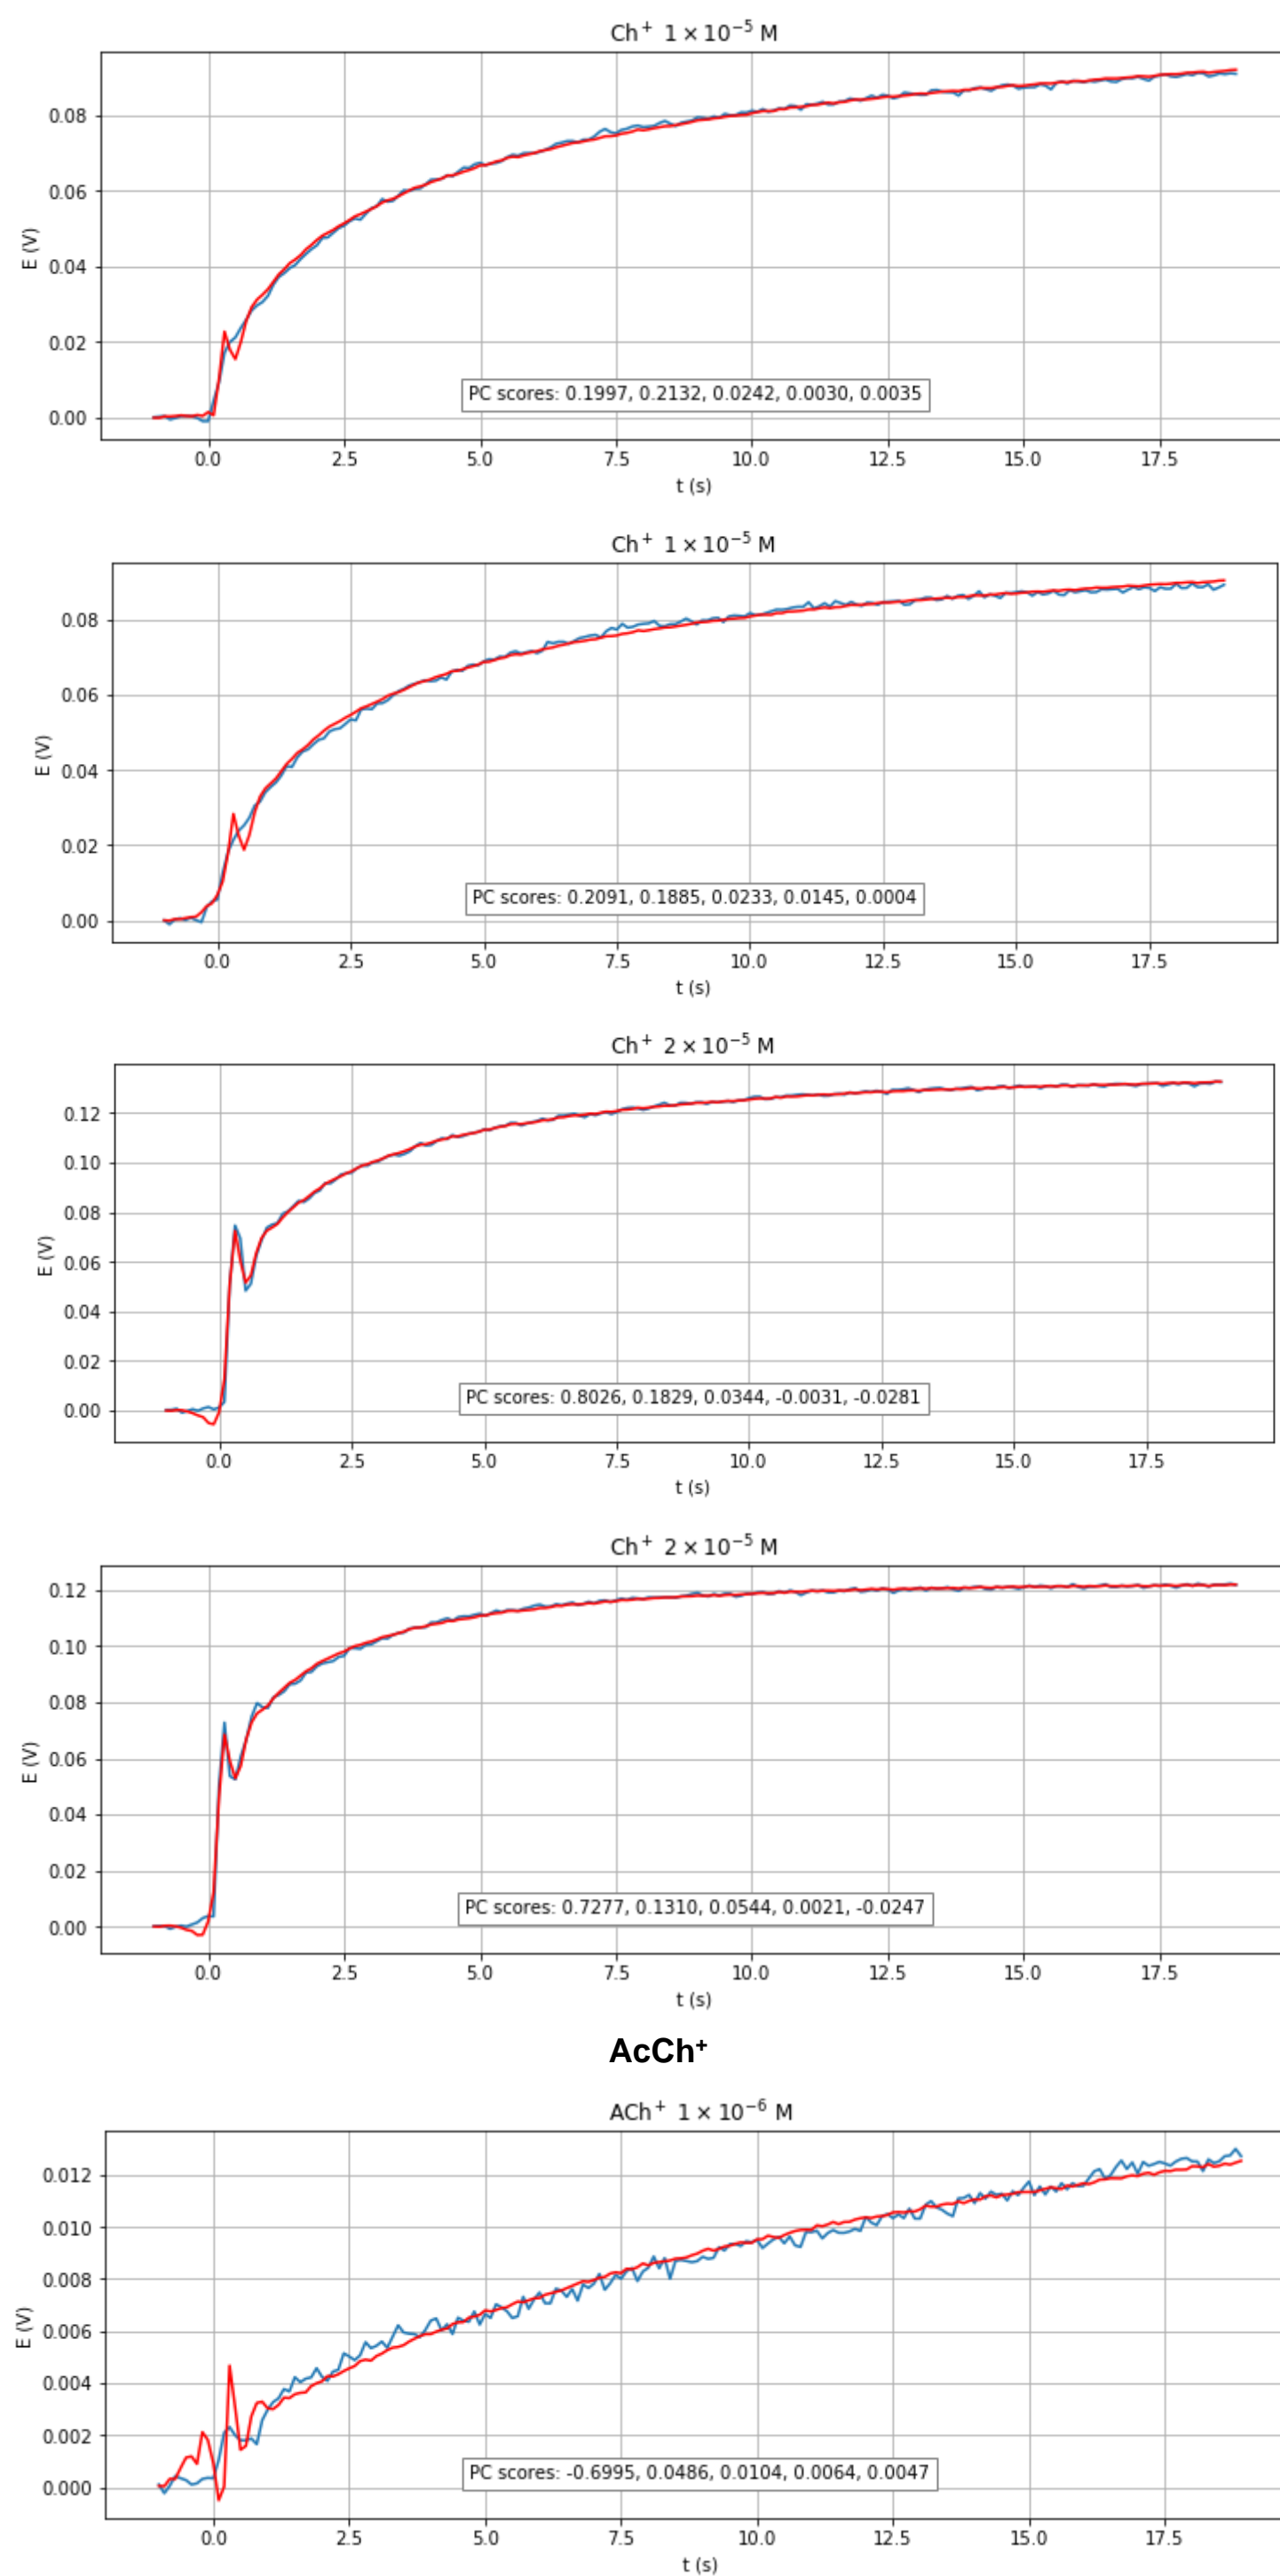 Ch⁺ 1 × 10⁻⁵ M
E (V)
0.08
0.06
0.04
0.02
0.00
PC scores: 0.1997, 0.2132, 0.0242, 0.0030, 0.0035
0.0 2.5 5.0 7.5 10.0 12.5 15.0 17.5
t (s)
Ch⁺ 1 × 10⁻⁵ M
E (V)
0.08
0.06
0.04
0.02
0.00
PC scores: 0.2091, 0.1885, 0.0233, 0.0145, 0.0004
0.0 2.5 5.0 7.5 10.0 12.5 15.0 17.5
t (s)
Ch⁺ 2 × 10⁻⁵ M
E (V)
0.12
0.10
0.08
0.06
0.04
0.02
0.00
PC scores: 0.8026, 0.1829, 0.0344, -0.0031, -0.0281
0.0 2.5 5.0 7.5 10.0 12.5 15.0 17.5
t (s)
Ch⁺ 2 × 10⁻⁵ M
E (V)
0.12
0.10
0.08
0.06
0.04
0.02
0.00
PC scores: 0.7277, 0.1310, 0.0544, 0.0021, -0.0247
0.0 2.5 5.0 7.5 10.0 12.5 15.0 17.5
t (s)
AcCh⁺
ACh⁺ 1 × 10⁻⁶ M
E (V)
0.012
0.010
0.008
0.006
0.004
0.002
0.000
PC scores: -0.6995, 0.0486, 0.0104, 0.0064, 0.0047
0.0 2.5 5.0 7.5 10.0 12.5 15.0 17.5
t (s)